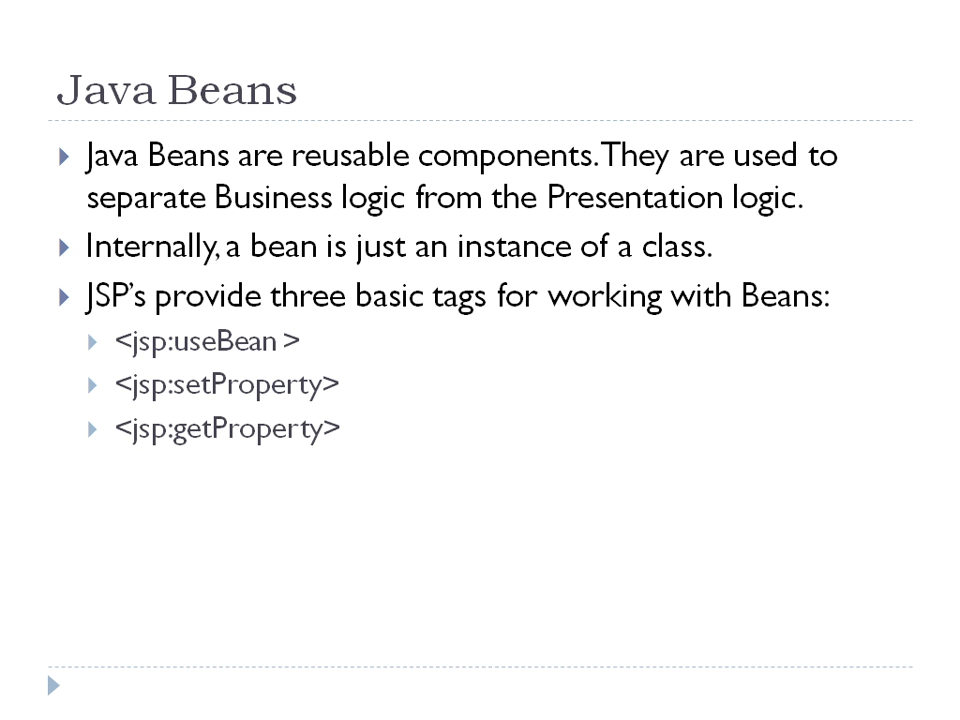 Java Beans
Java Beans are reusable components. They are used to
separate Business logic from the Presentation logic.
Internally, a bean is just an instance of a class.
JSP's provide three basic tags for working with Beans:
<jsp:useBean >
<jsp:setProperty>
<jsp:getProperty>